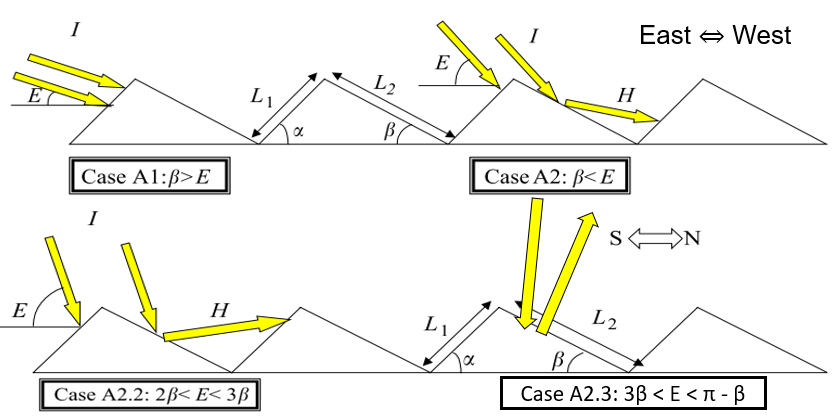 I
I
East ⇔ West
E
E
L₁
L₂
H
α
β
Case A1:β>E
Case A2: β<E
I
S ⇔ N
E
H
L₁
L₂
α
β
Case A2.2: 2β< E< 3β
Case A2.3: 3β < E < π - β